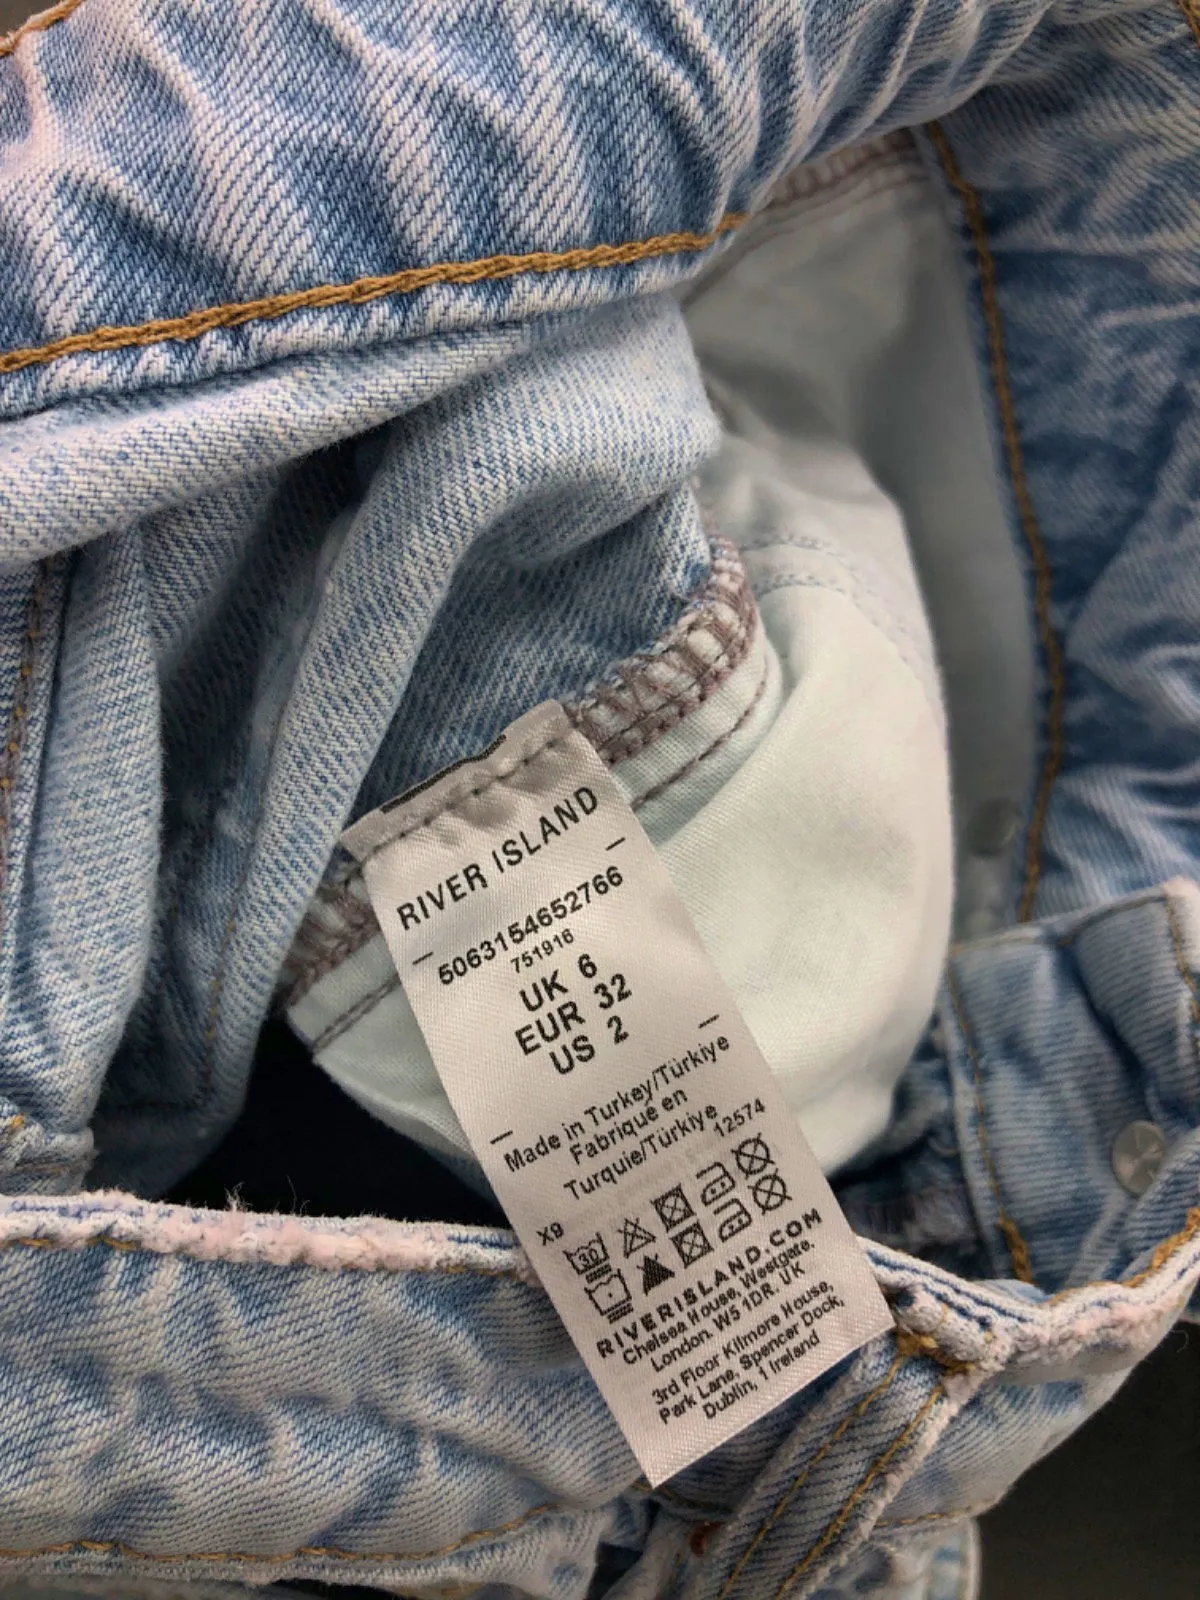 RIVER ISLAND
5063154652766
751916
UK 6
EUR 32
US 2
Made in Turkey/Türkiye
Fabriqué en
Turquie/Türkiye
12574
X9
30
RIVERISLAND.COM
Chelsea House, Westgate,
London. W5 1DR. UK
3rd Floor Kilmore House,
Park Lane, Spencer Dock,
Dublin, 1 Ireland